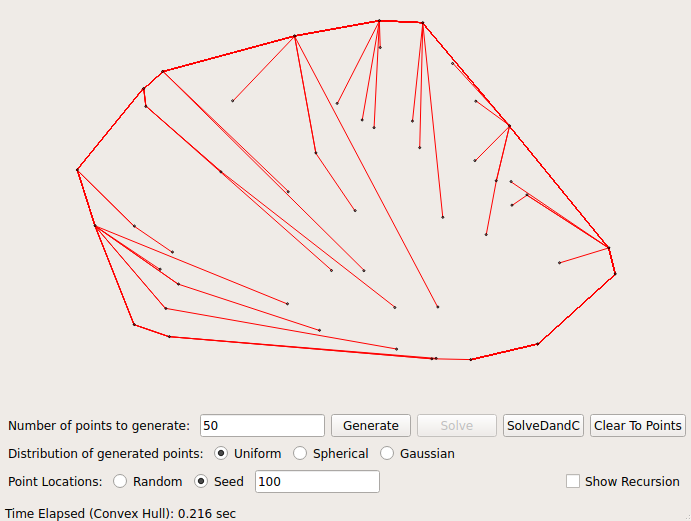 Number of points to generate: 50 Generate Solve SolveDandC Clear To Points
Distribution of generated points: Uniform Spherical Gaussian
Point Locations: Random Seed 100 Show Recursion
Time Elapsed (Convex Hull): 0.216 sec